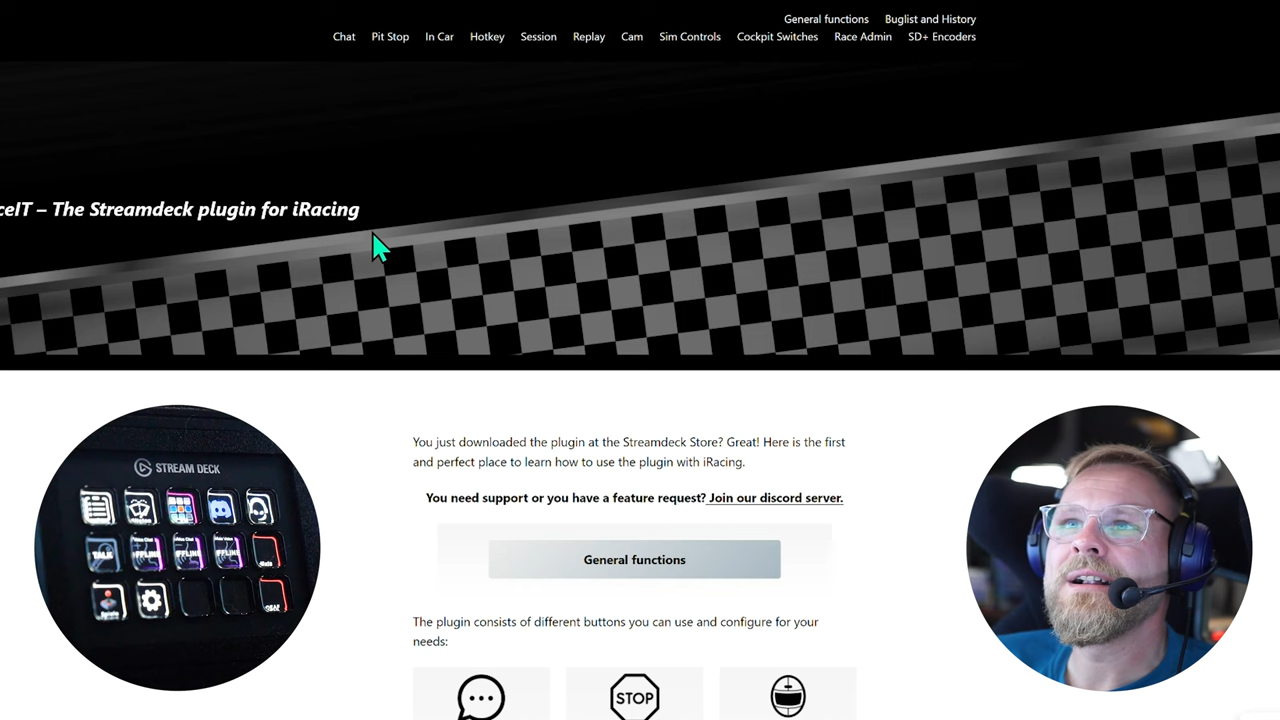 General functions Buglist and History
Chat Pit Stop In Car Hotkey Session Replay Cam Sim Controls Cockpit Switches Race Admin SD+ Encoders
ceIT – The Streamdeck plugin for iRacing
You just downloaded the plugin at the Streamdeck Store? Great! Here is the first
and perfect place to learn how to use the plugin with iRacing.
You need support or you have a feature request? Join our discord server.
General functions
The plugin consists of different buttons you can use and configure for your
needs:
STOP
STREAM DECK
TALK
OFFLINE